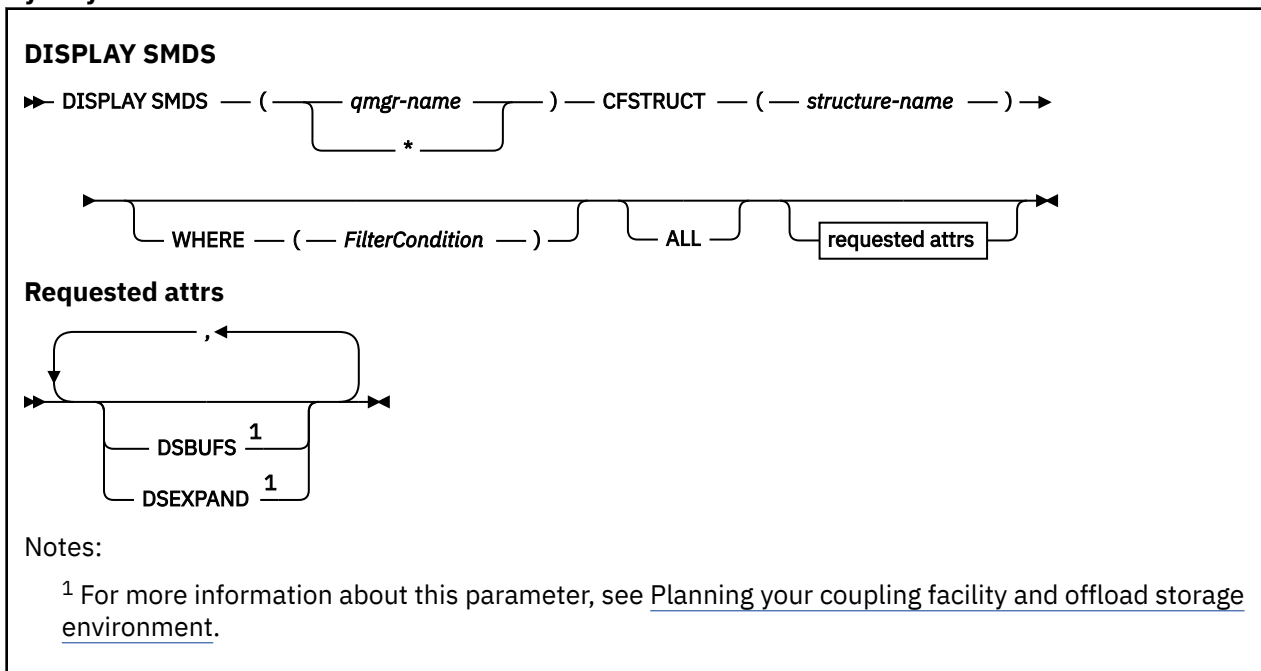 DISPLAY SMDS
DISPLAY SMDS ( qmgr-name ) CFSTRUCT ( structure-name )
*
WHERE ( FilterCondition ) ALL requested attrs
Requested attrs
,
DSBUFS 1
DSEXPAND 1
Notes:
1 For more information about this parameter, see Planning your coupling facility and offload storage
environment.